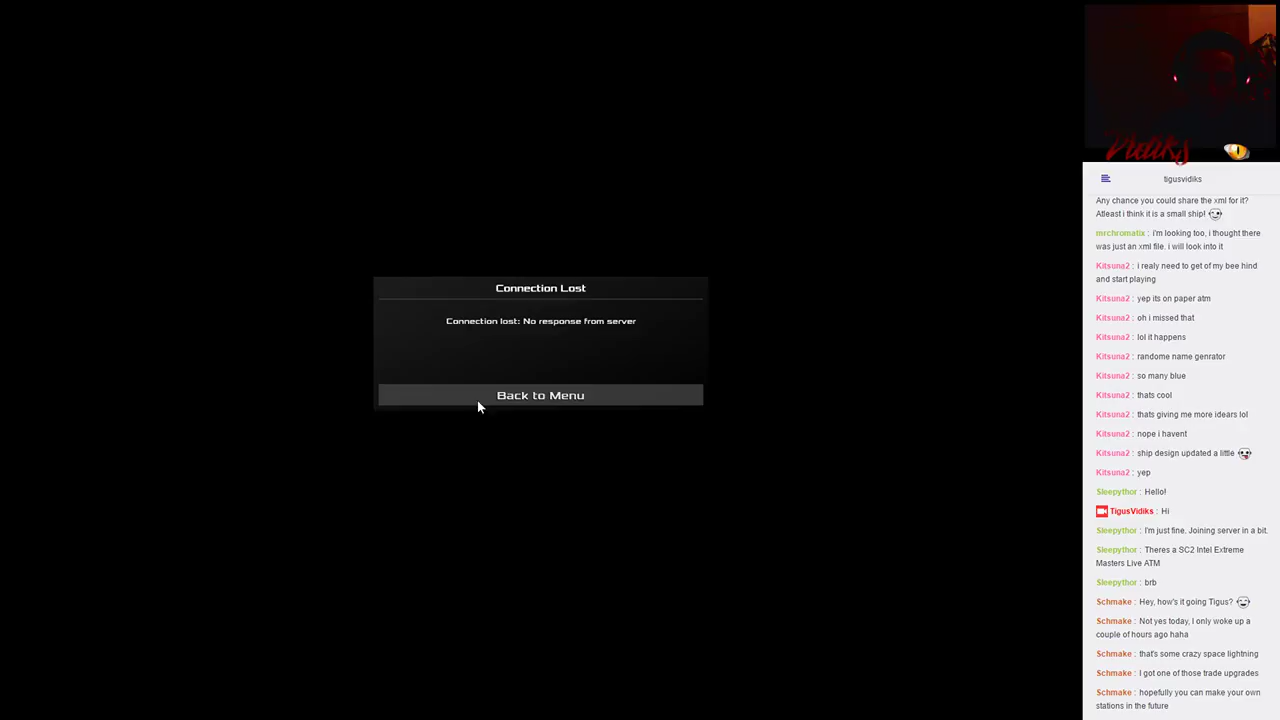 Connection Lost
Connection lost: No response from server
Back to Menu
Vidiks
tigusvidiks
Any chance you could share the xml for it?
Atleast i think it is a small ship!
mrchromatix : i'm looking too, i thought there
was just an xml file. i will look into it
Kitsuna2 : i realy need to get of my bee hind
and start playing
Kitsuna2 : yep its on paper atm
Kitsuna2 : oh i missed that
Kitsuna2 : lol it happens
Kitsuna2 : randome name genrator
Kitsuna2 : so many blue
Kitsuna2 : thats cool
Kitsuna2 : thats giving me more idears lol
Kitsuna2 : nope i havent
Kitsuna2 : ship design updated a little
Kitsuna2 : yep
Sleepythor : Hello!
TigusVidiks : Hi
Sleepythor : I'm just fine. Joining server in a bit.
Sleepythor : Theres a SC2 Intel Extreme
Masters Live ATM
Sleepythor : brb
Schmake : Hey, how's it going Tigus?
Schmake : Not yes today, I only woke up a
couple of hours ago haha
Schmake : that's some crazy space lightning
Schmake : I got one of those trade upgrades
Schmake : hopefully you can make your own
stations in the future